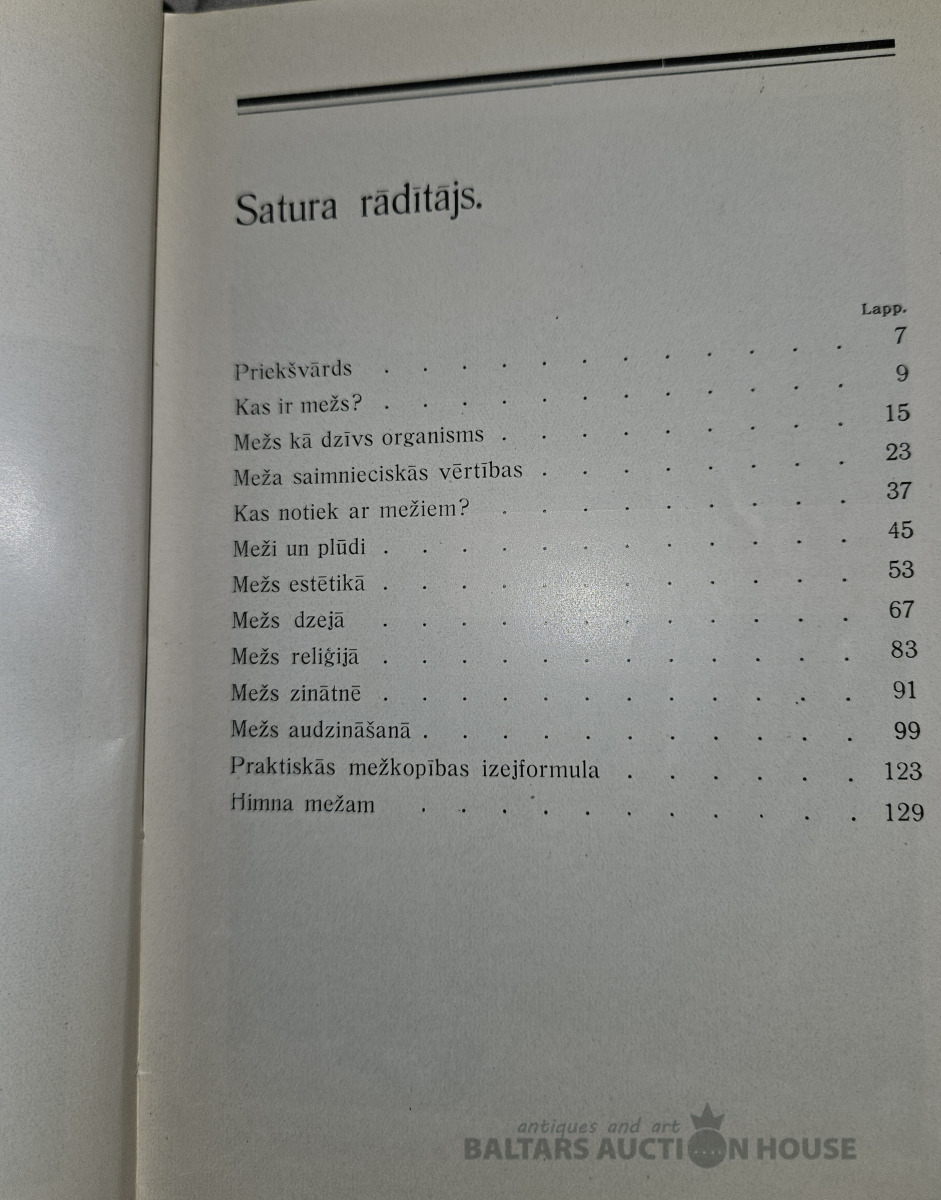 Satura rādītājs.
Lapp.
Priekšvārds . . . . . . . . . . . . 7
Kas ir mežs? . . . . . . . . . . . . 9
Mežs kā dzīvs organisms . . . . . . . . . 15
Meža saimnieciskās vērtības . . . . . . . . 23
Kas notiek ar mežiem? . . . . . . . . . 37
Meži un plūdi . . . . . . . . . . . . 45
Mežs estētikā . . . . . . . . . . . . 53
Mežs dzejā . . . . . . . . . . . . 67
Mežs reliģijā . . . . . . . . . . . . 83
Mežs zinātnē . . . . . . . . . . . . 91
Mežs audzināšanā . . . . . . . . . . . 99
Praktiskās mežkopības izejformula . . . . . . 123
Himna mežam . . . . . . . . . . . 129
antiques and art
BALTARS AUCTION HOUSE